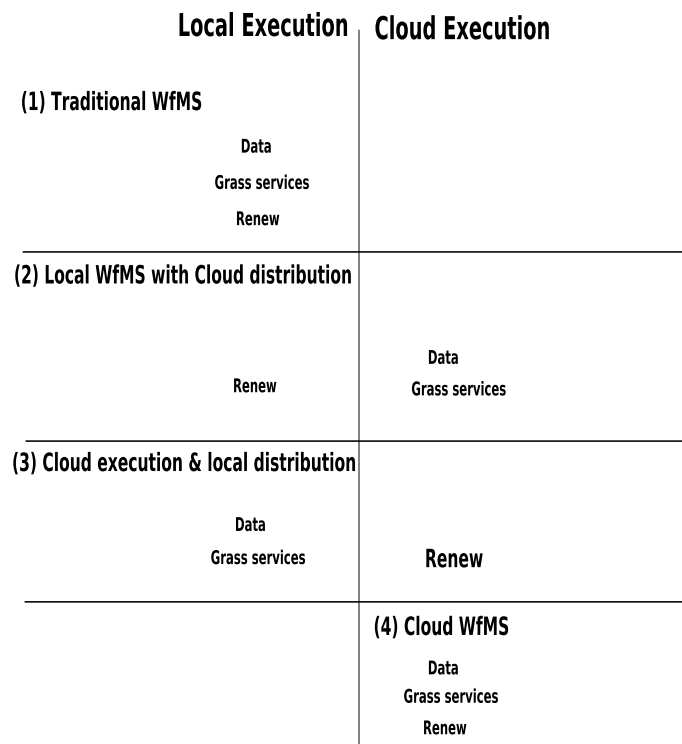 Local Execution
Cloud Execution
(1) Traditional WfMS
Data
Grass services
Renew
(2) Local WfMS with Cloud distribution
Renew
Data
Grass services
(3) Cloud execution & local distribution
Data
Grass services
Renew
(4) Cloud WfMS
Data
Grass services
Renew